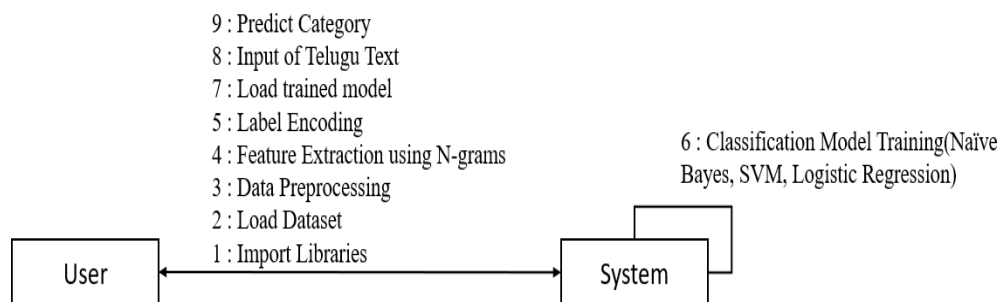 9 : Predict Category
8 : Input of Telugu Text
7 : Load trained model
5 : Label Encoding
4 : Feature Extraction using N-grams
3 : Data Preprocessing
2 : Load Dataset
1 : Import Libraries
6 : Classification Model Training(Naïve
Bayes, SVM, Logistic Regression)
User
System